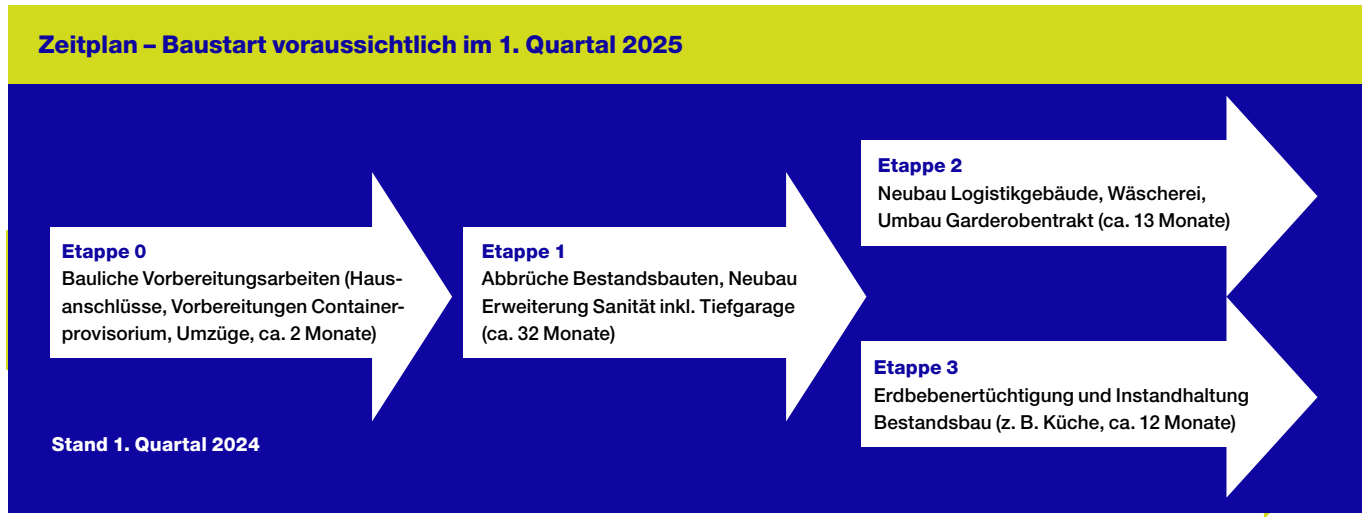 Zeitplan – Baustart voraussichtlich im 1. Quartal 2025
Etappe 0
Bauliche Vorbereitungsarbeiten (Haus-
anschlüsse, Vorbereitungen Container-
provisorium, Umzüge, ca. 2 Monate)
Etappe 1
Abbrüche Bestandsbauten, Neubau
Erweiterung Sanität inkl. Tiefgarage
(ca. 32 Monate)
Etappe 2
Neubau Logistikgebäude, Wäscherei,
Umbau Garderobentrakt (ca. 13 Monate)
Etappe 3
Erdbebenertüchtigung und Instandhaltung
Bestandsbau (z. B. Küche, ca. 12 Monate)
Stand 1. Quartal 2024